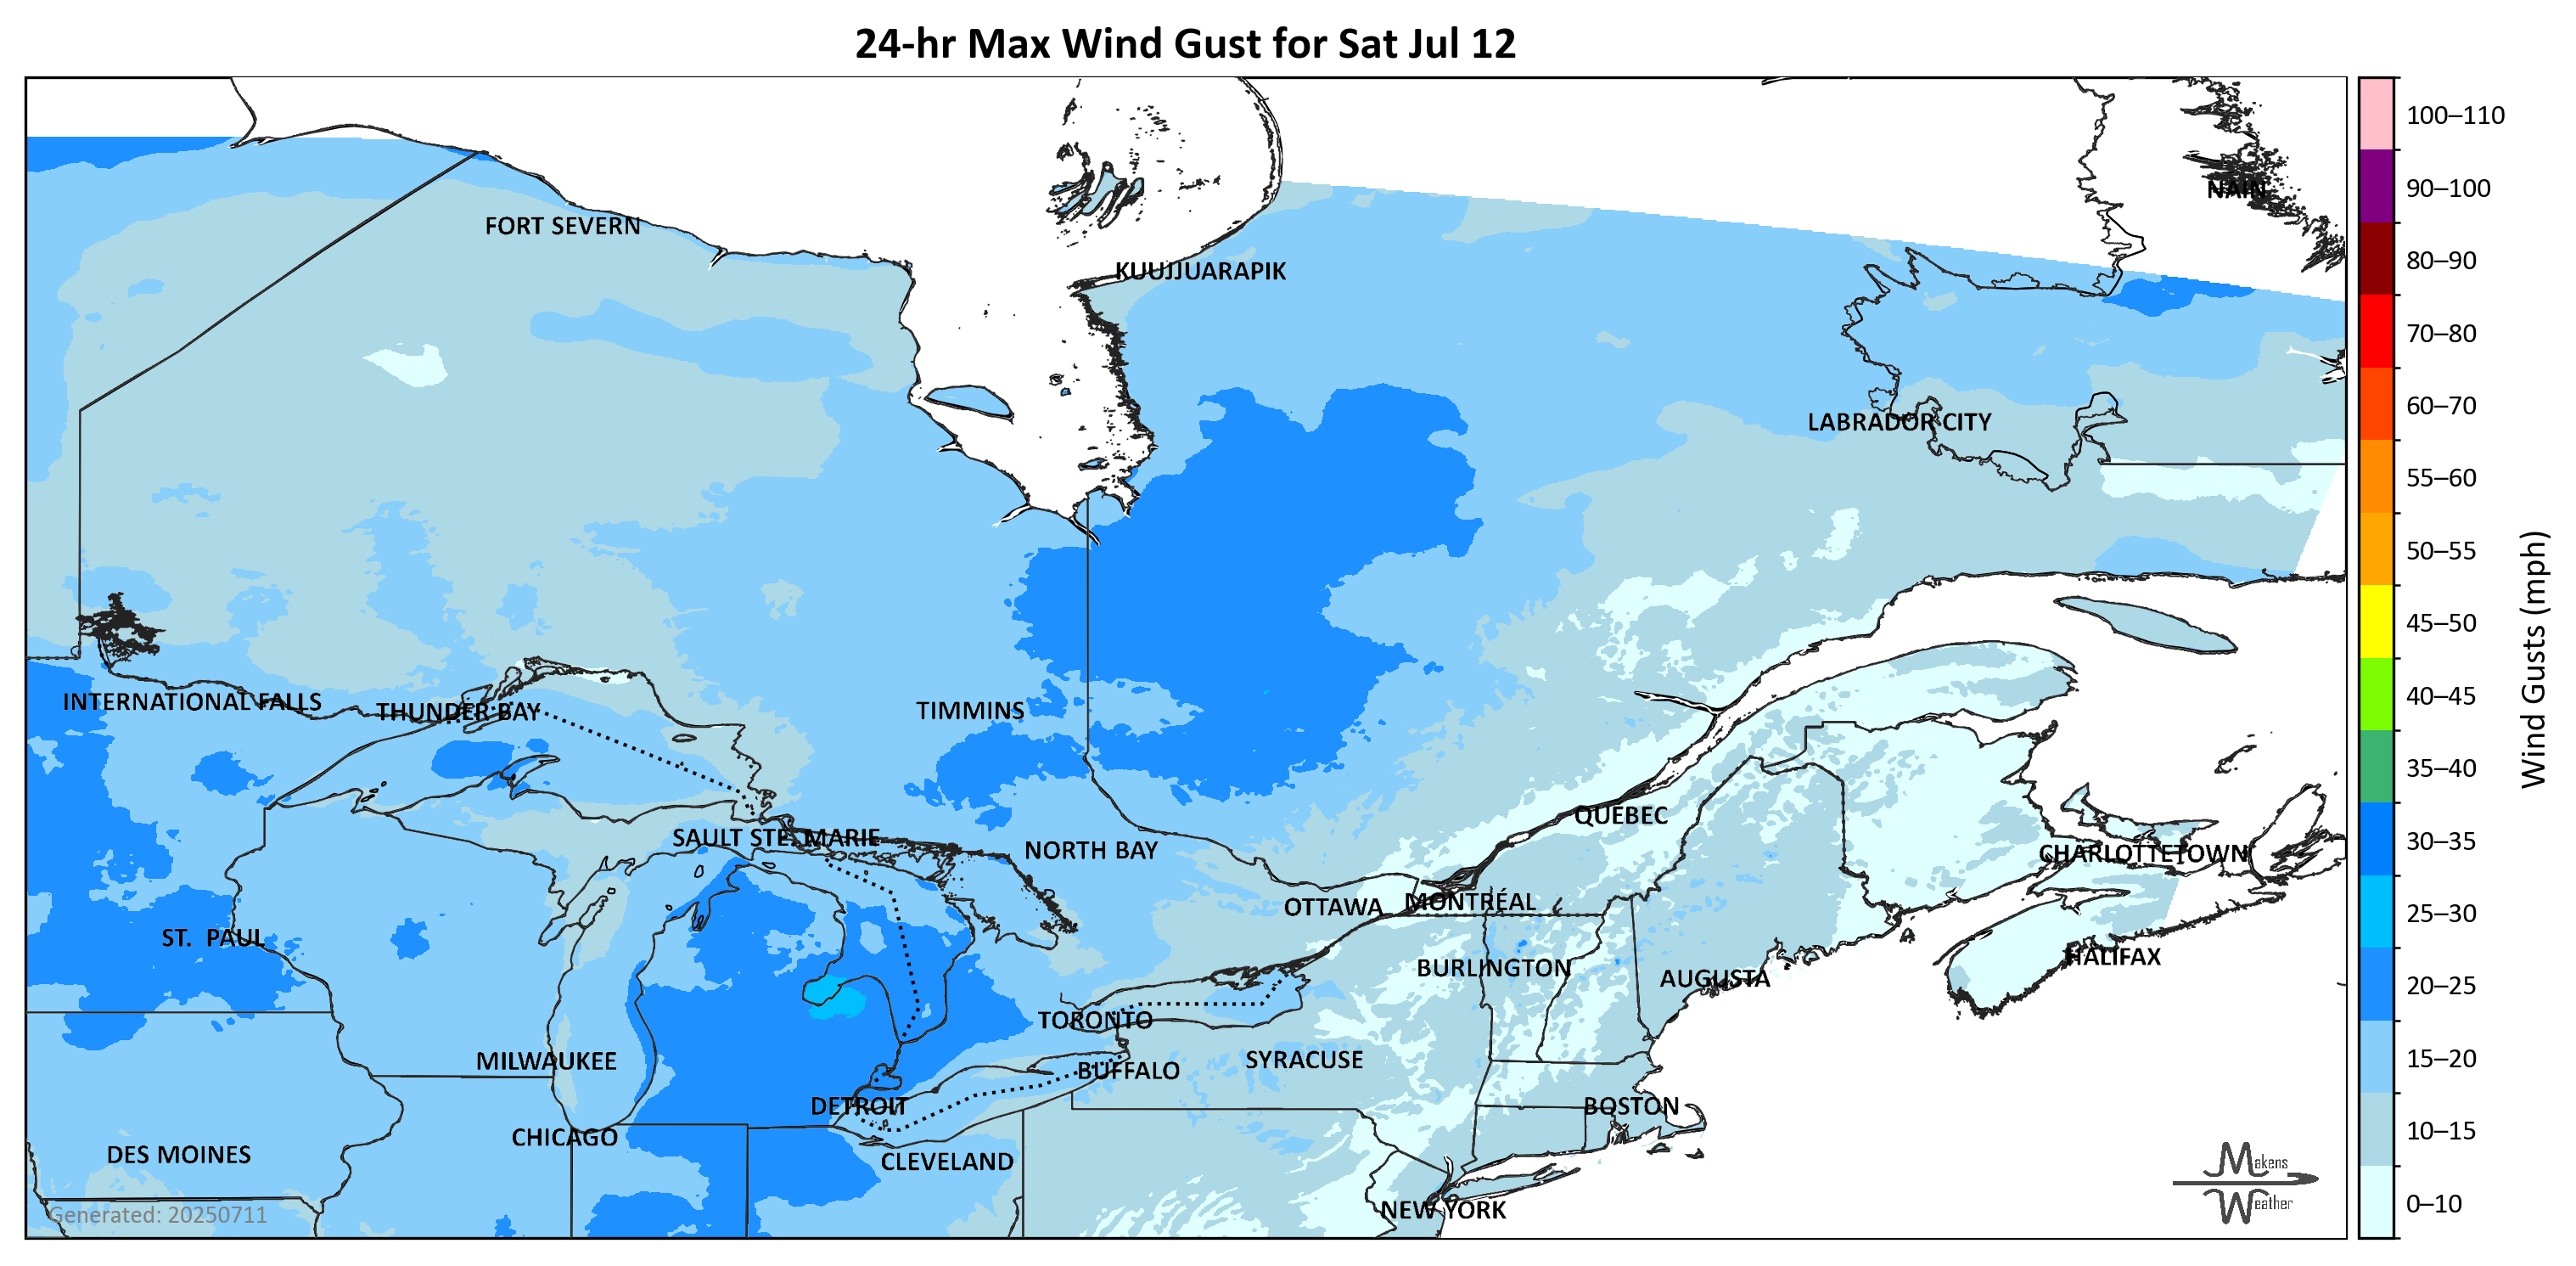 24-hr Max Wind Gust for Sat Jul 12
100–110
90–100
NAIN
FORT SEVERN
80–90
KUUJJUARAPIK
70–80
60–70
LABRADOR CITY
55–60
50–55
45–50
Wind Gusts (mph)
40–45
INTERNATIONAL FALLS
THUNDER BAY
TIMMINS
35–40
QUÉBEC
30–35
SAULT STE. MARIE
NORTH BAY
CHARLOTTETOWN
OTTAWA
MONTRÉAL
25–30
ST. PAUL
HALIFAX
BURLINGTON
AUGUSTA
20–25
TORONTO
15–20
MILWAUKEE
SYRACUSE
BUFFALO
DETROIT
BOSTON
10–15
CHICAGO
DES MOINES
CLEVELAND
Makens
Weather
0–10
NEW YORK
Generated: 20250711